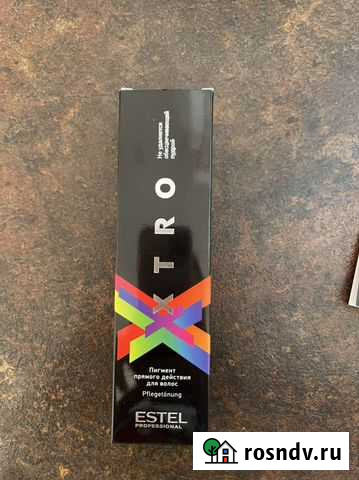 Не удаляется
обесцвечивающей
пудрой
XTRO
Пигмент
прямого действия
для волос
Pflegetönung
ESTEL
PROFESSIONAL
rosndv.ru